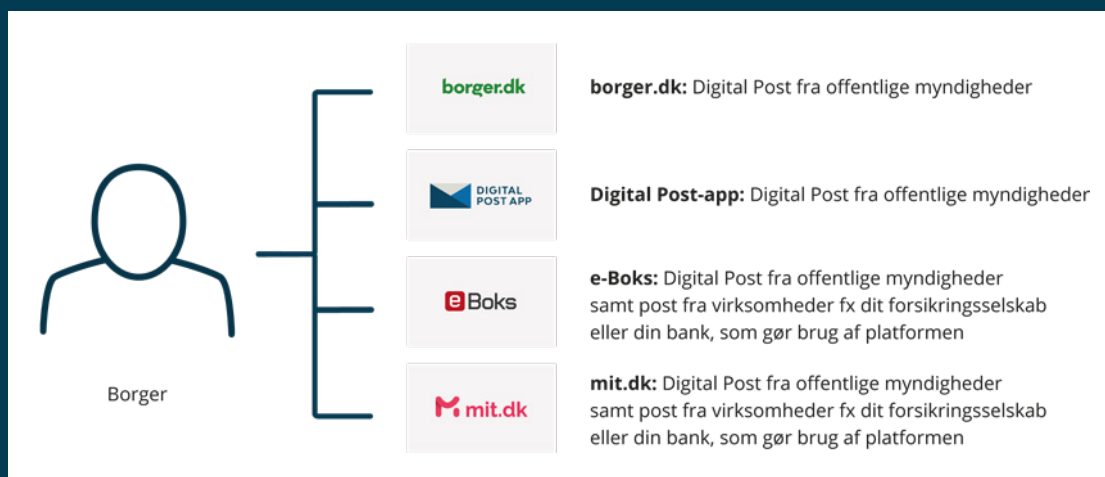 borger.dk
borger.dk: Digital Post fra offentlige myndigheder
DIGITAL
POST APP
Digital Post-app: Digital Post fra offentlige myndigheder
eBoks
e-Boks: Digital Post fra offentlige myndigheder
samt post fra virksomheder fx dit forsikringsselskab
eller din bank, som gør brug af platformen
mit.dk
mit.dk: Digital Post fra offentlige myndigheder
samt post fra virksomheder fx dit forsikringsselskab
eller din bank, som gør brug af platformen
Borger